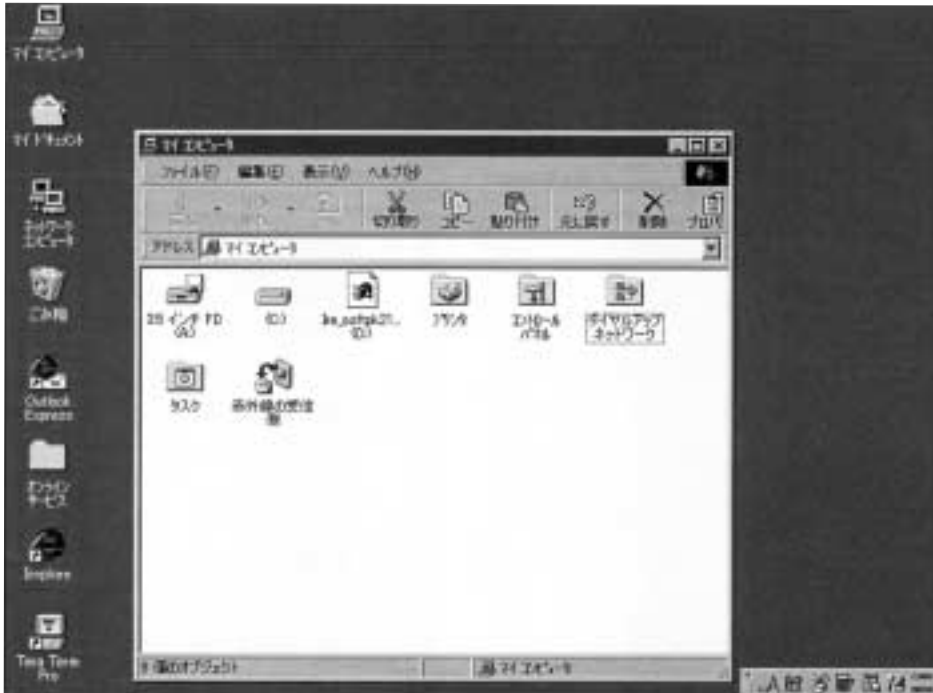 マイ コンピュータ
マイ ドキュメント
ネットワーク
コンピュータ
ごみ箱
Outlook
Express
オンライン
サービス
Tera Term
Pro
マイ コンピュータ
ファイル(F) 編集(E) 表示(V) ヘルプ(H)
切り取り コピー 貼り付け 元に戻す 削除 プロパ
アドレス マイ コンピュータ
3.5 インチ FD
(A:)
(C:)
(D:)
プリンタ
コントロール
パネル
ダイヤルアップ
ネットワーク
タスク
赤外線の受信
箱
個のオブジェクト
マイ コンピュータ